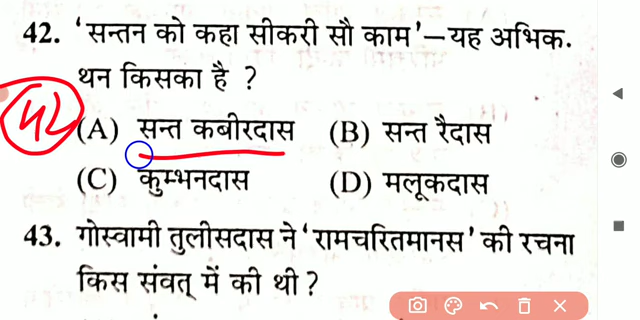 42. ‘सन्तन को कहा सीकरी सौ काम’–यह अभिक.
थन किसका है ?
42 (A) सन्त कबीरदास (B) सन्त रैदास
(C) कुम्भनदास (D) मलूकदास
43. गोस्वामी तुलीसदास ने ‘रामचरितमानस’ की रचना
किस संवत् में की थी ?